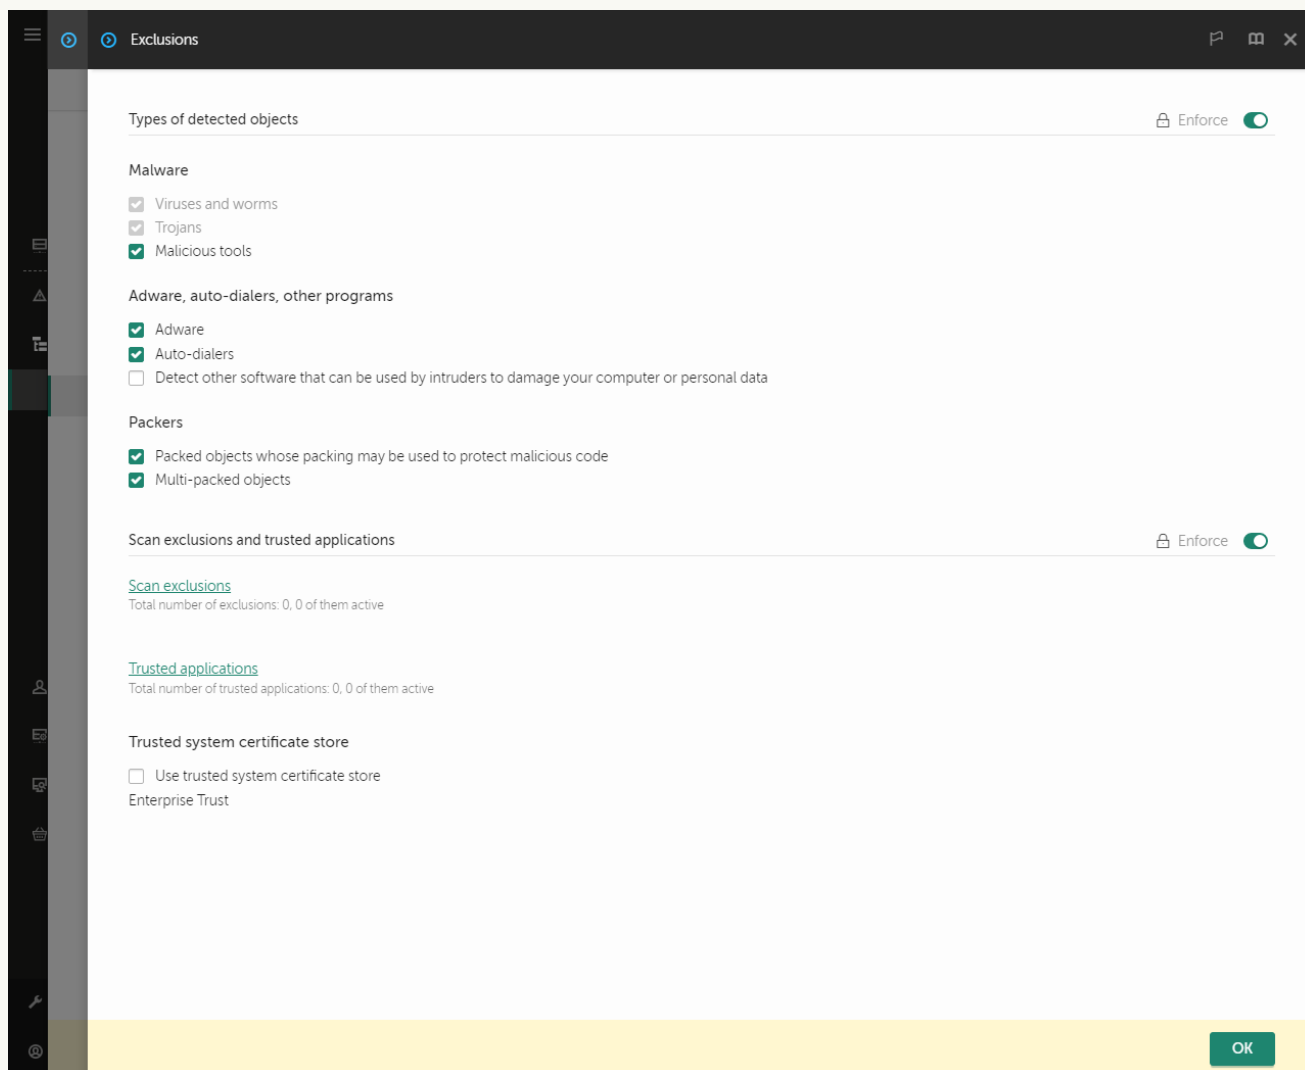 Exclusions
Types of detected objects
Enforce
Malware
Viruses and worms
Trojans
Malicious tools
Adware, auto-dialers, other programs
Adware
Auto-dialers
Detect other software that can be used by intruders to damage your computer or personal data
Packers
Packed objects whose packing may be used to protect malicious code
Multi-packed objects
Scan exclusions and trusted applications
Enforce
Scan exclusions
Total number of exclusions: 0, 0 of them active
Trusted applications
Total number of trusted applications: 0, 0 of them active
Trusted system certificate store
Use trusted system certificate store
Enterprise Trust
OK